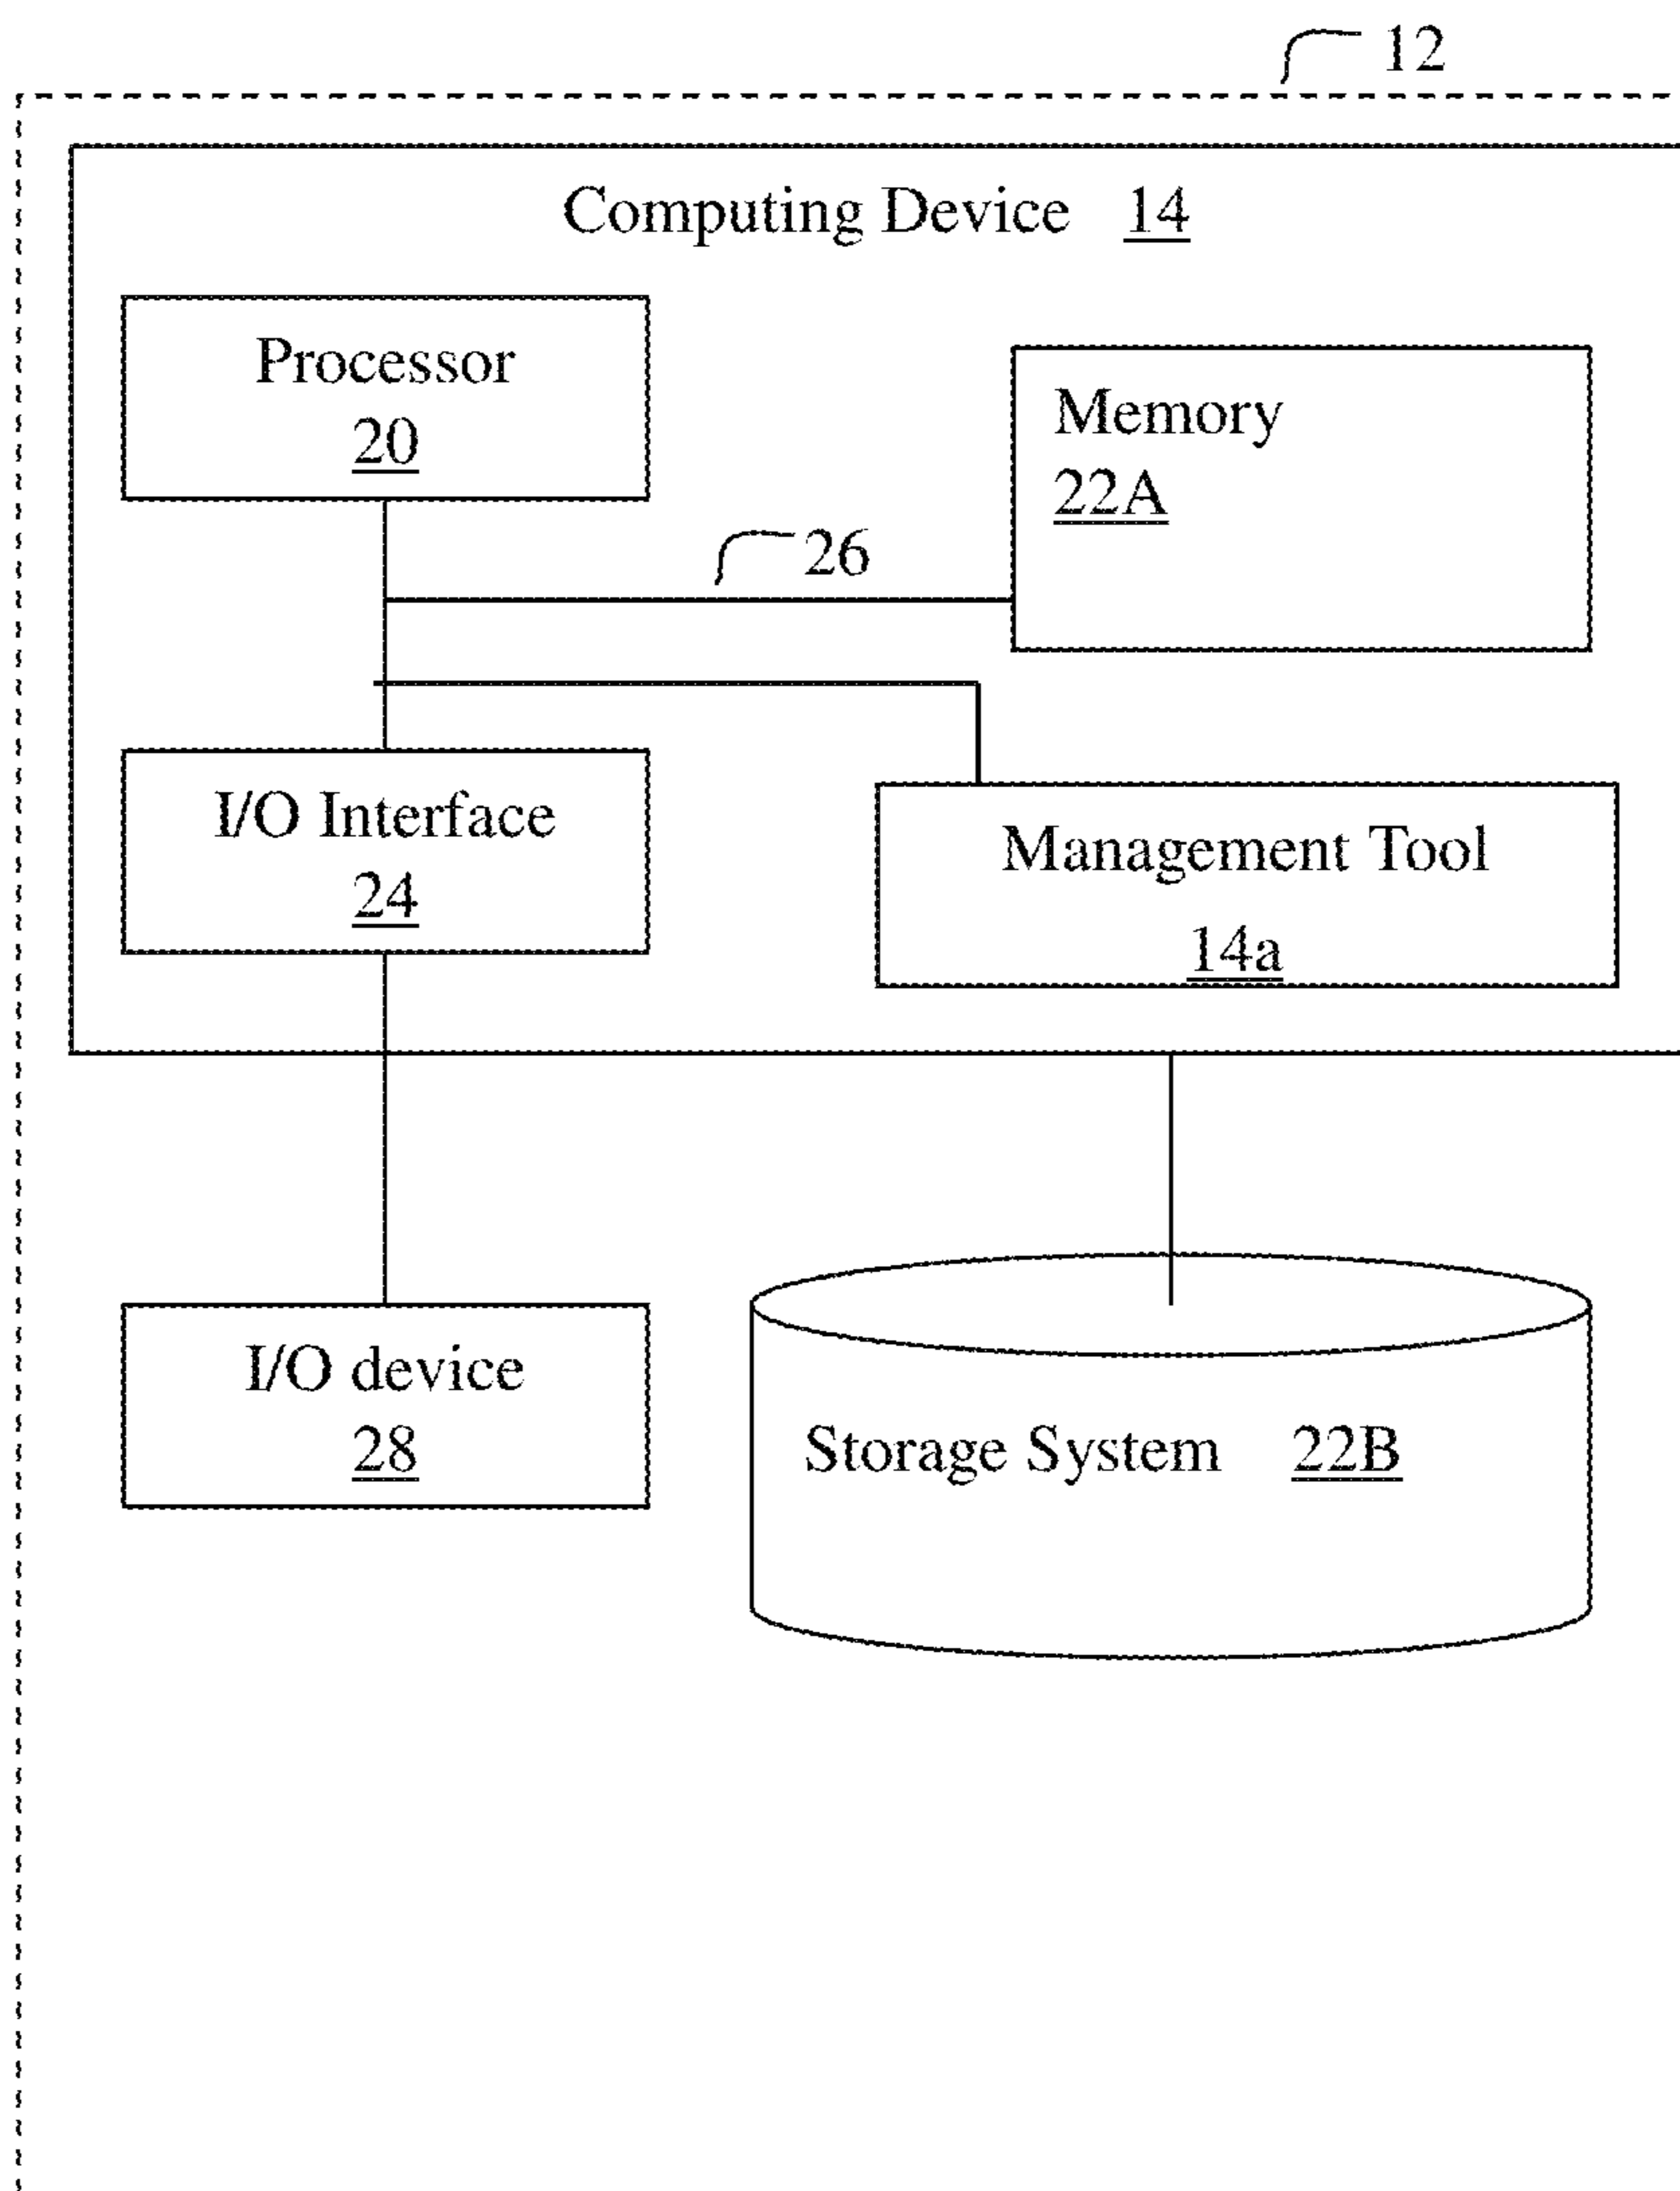 12
Computing Device 14
Processor
20
Memory
22A
26
I/O Interface
24
Management Tool
14a
I/O device
28
Storage System 22B